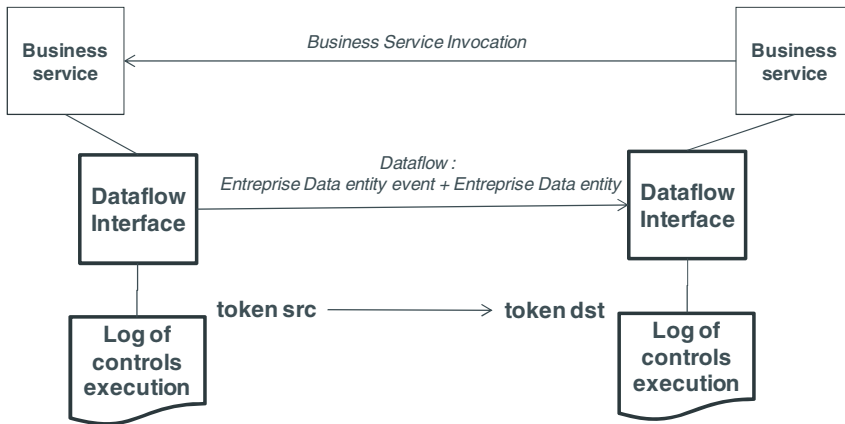 Business
service
Business Service Invocation
Business
service
Dataflow :
Entreprise Data entity event + Entreprise Data entity
Dataflow
Interface
Dataflow
Interface
token src
token dst
Log of
controls
execution
Log of
controls
execution